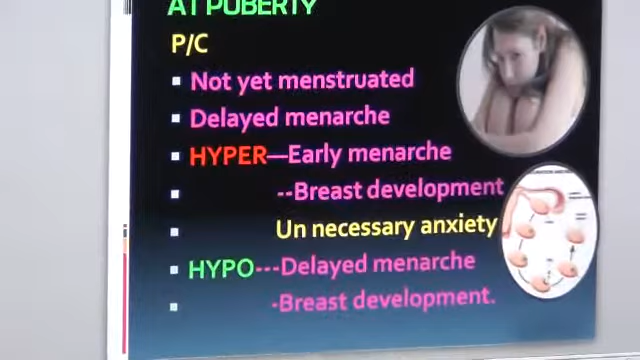 AT PUBERTY
P/C
Not yet menstruated
Delayed menarche
HYPER—Early menarche
--Breast development
Un necessary anxiety
HYPO---Delayed menarche
-Breast development.